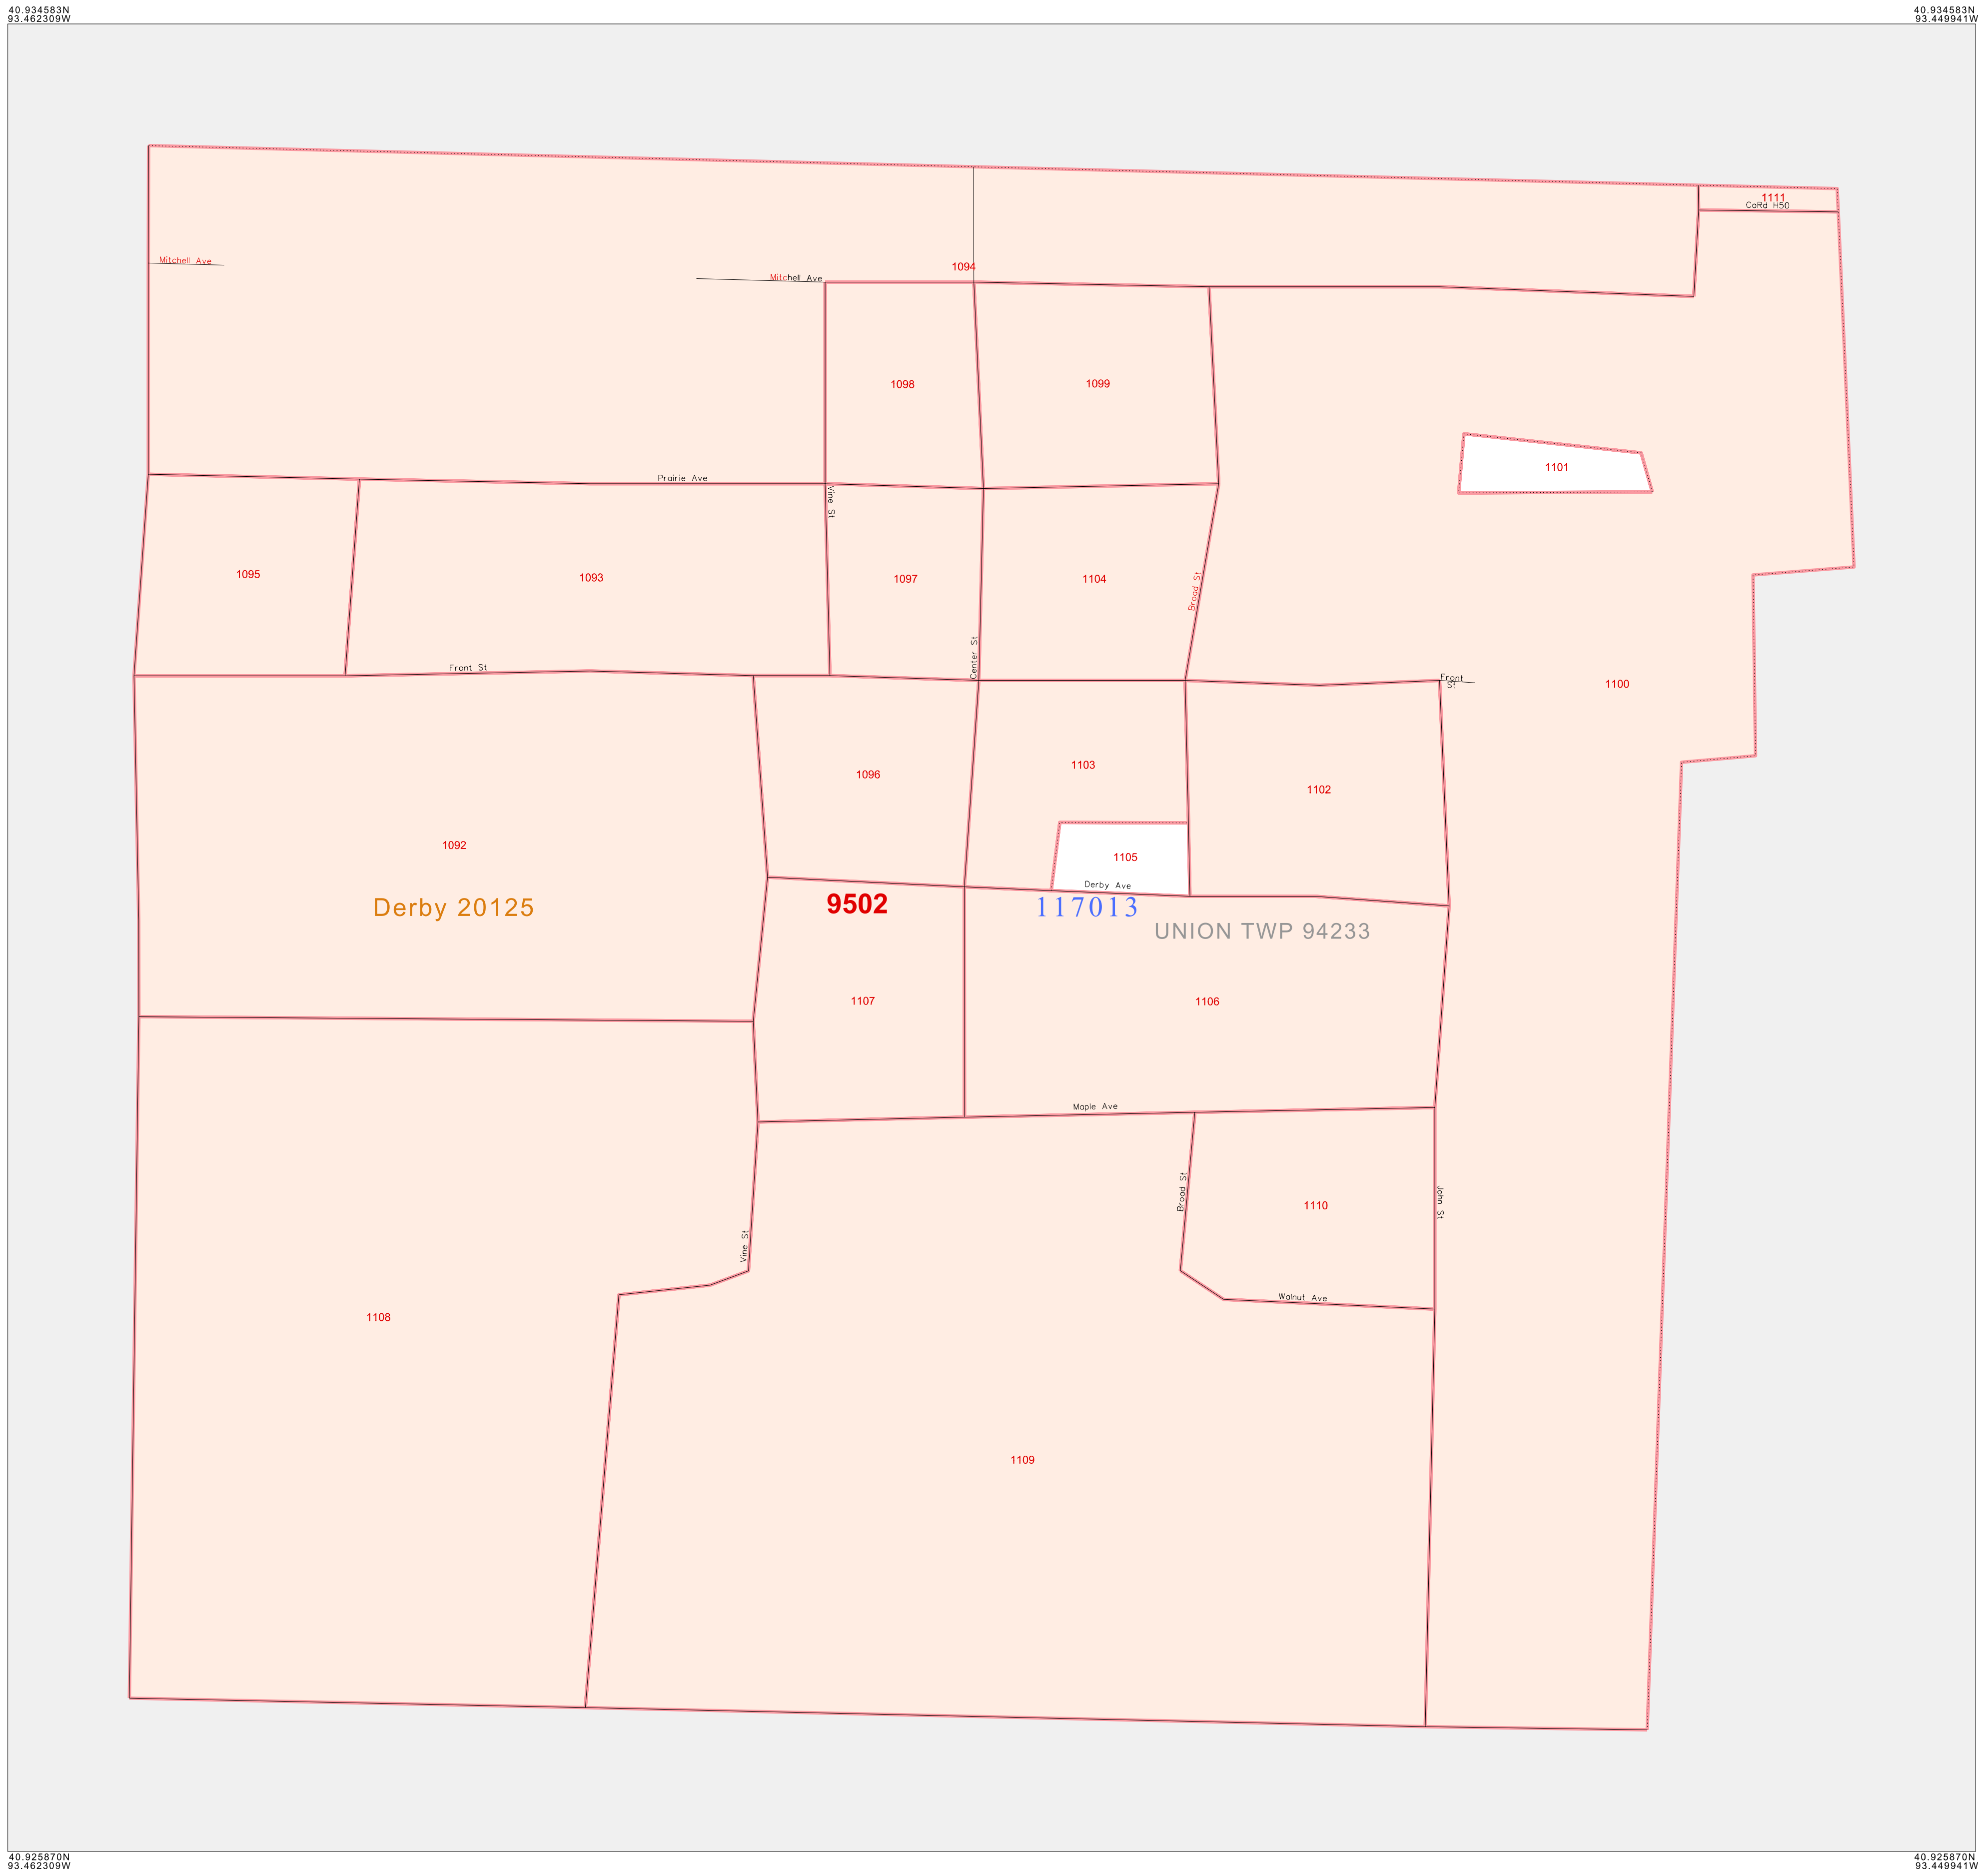 40.934583N
93.462309W
40.934583N
93.449941W
1111
CoRd H50
Mitchell Ave
1094
Mitchell Ave
1098
1099
1101
Prairie Ave
Vine St
1095
1093
1097
1104
Broad St
Center St
Front St
Front
St
1100
1103
1096
1102
1092
1105
Derby Ave
Derby 20125
9502
117013
UNION TWP 94233
1107
1106
Maple Ave
Broad St
John St
1110
Vine St
Walnut Ave
1108
1109
40.925870N
93.462309W
40.925870N
93.449941W